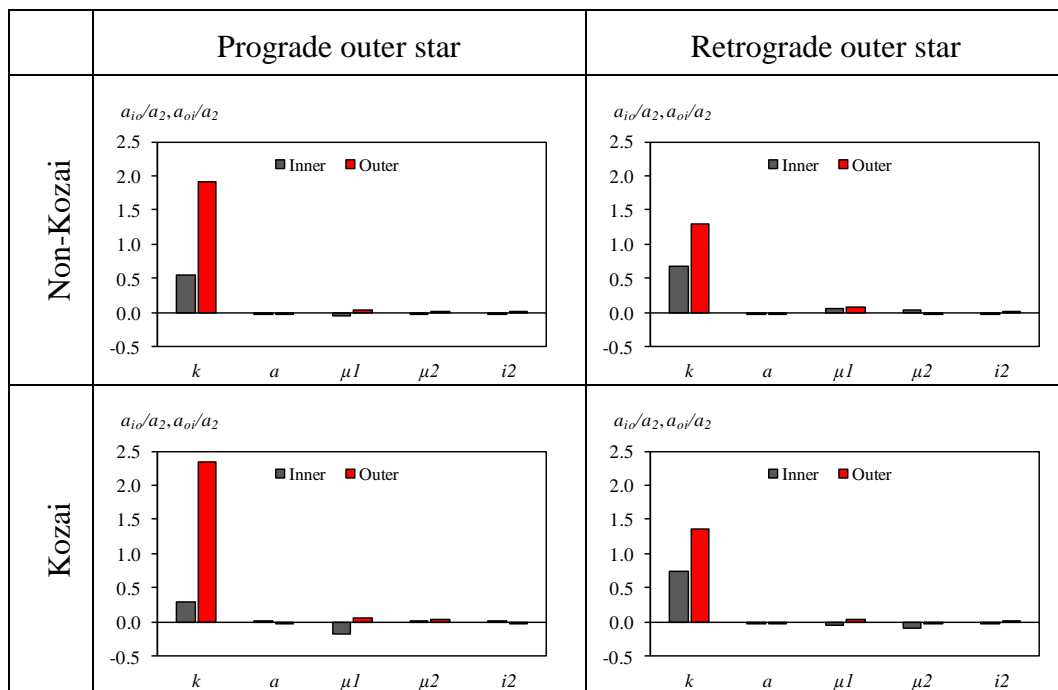 Prograde outer star
Retrograde outer star
Non-Kozai
a_io/a_2, a_oi/a_2
2.5
2.0
1.5
1.0
0.5
0.0
-0.5
Inner Outer
k a μ1 μ2 i2
a_io/a_2, a_oi/a_2
2.5
2.0
1.5
1.0
0.5
0.0
-0.5
Inner Outer
k a μ1 μ2 i2
Kozai
a_io/a_2, a_oi/a_2
2.5
2.0
1.5
1.0
0.5
0.0
-0.5
Inner Outer
k a μ1 μ2 i2
a_io/a_2, a_oi/a_2
2.5
2.0
1.5
1.0
0.5
0.0
-0.5
Inner Outer
k a μ1 μ2 i2